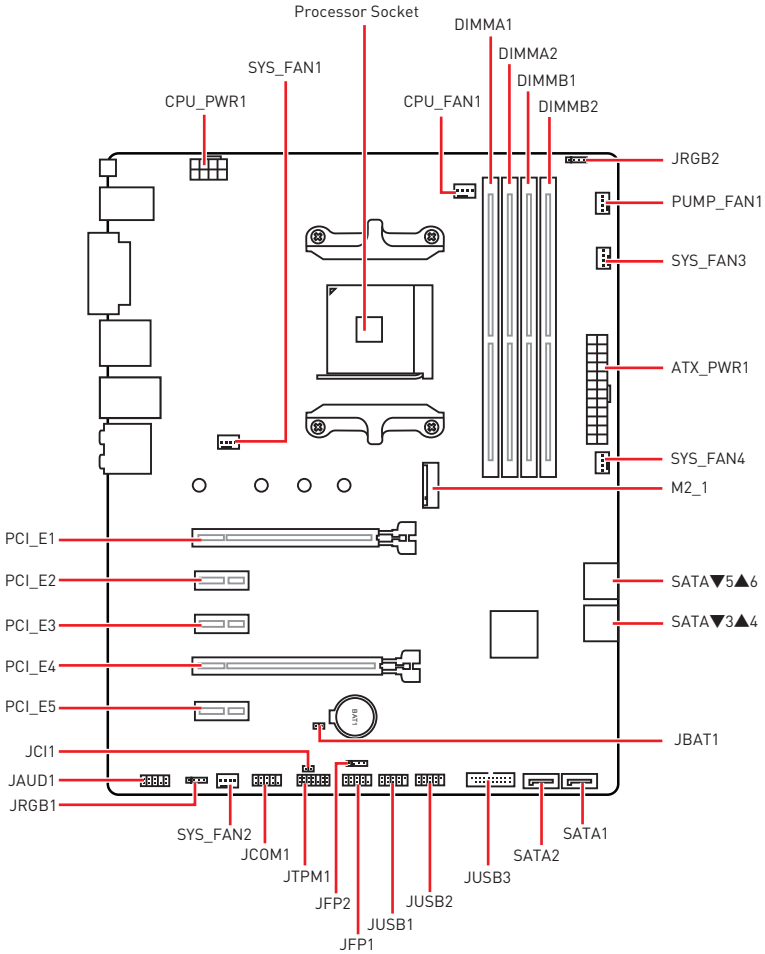 Processor Socket
DIMMA1
DIMMA2
SYS_FAN1
DIMMB1
CPU_PWR1
CPU_FAN1
DIMMB2
JRGB2
PUMP_FAN1
SYS_FAN3
ATX_PWR1
SYS_FAN4
M2_1
PCI_E1
PCI_E2
SATA▼5▲6
PCI_E3
SATA▼3▲4
PCI_E4
PCI_E5
BAT1
JBAT1
JCI1
JAUD1
JRGB1
SYS_FAN2
SATA1
JCOM1
SATA2
JTPM1
JUSB3
JFP2
JUSB2
JUSB1
JFP1